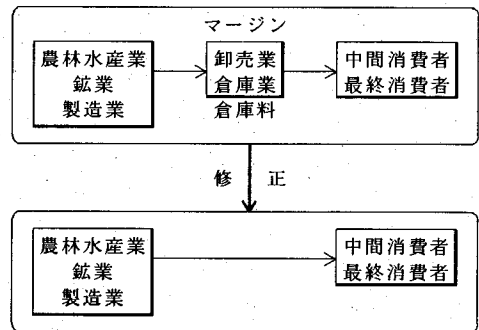 マージン
農林水産業
鉱業
製造業
卸売業
倉庫業
倉庫料
中間消費者
最終消費者
修 正
農林水産業
鉱業
製造業
中間消費者
最終消費者